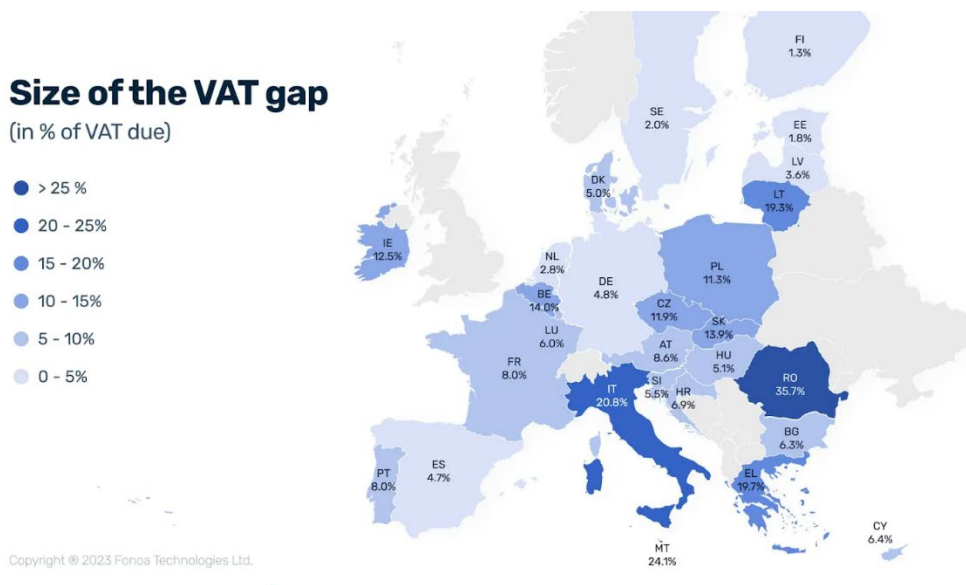 Size of the VAT gap
(in % of VAT due)
> 25 %
20 - 25%
15 - 20%
10 - 15%
5 - 10%
0 - 5%
FI
1.3%
SE
2.0%
EE
1.8%
LV
3.6%
LT
19.3%
DK
5.0%
IE
12.5%
NL
2.8%
DE
4.8%
PL
11.3%
BE
14.0%
CZ
11.9%
LU
6.0%
SK
13.9%
AT
8.6%
HU
5.1%
FR
8.0%
RO
35.7%
IT
20.8%
SI
5.5%
HR
6.9%
BG
6.3%
PT
8.0%
ES
4.7%
EL
19.7%
CY
6.4%
MT
24.1%
Copyright ® 2023 Fonoa Technologies Ltd.